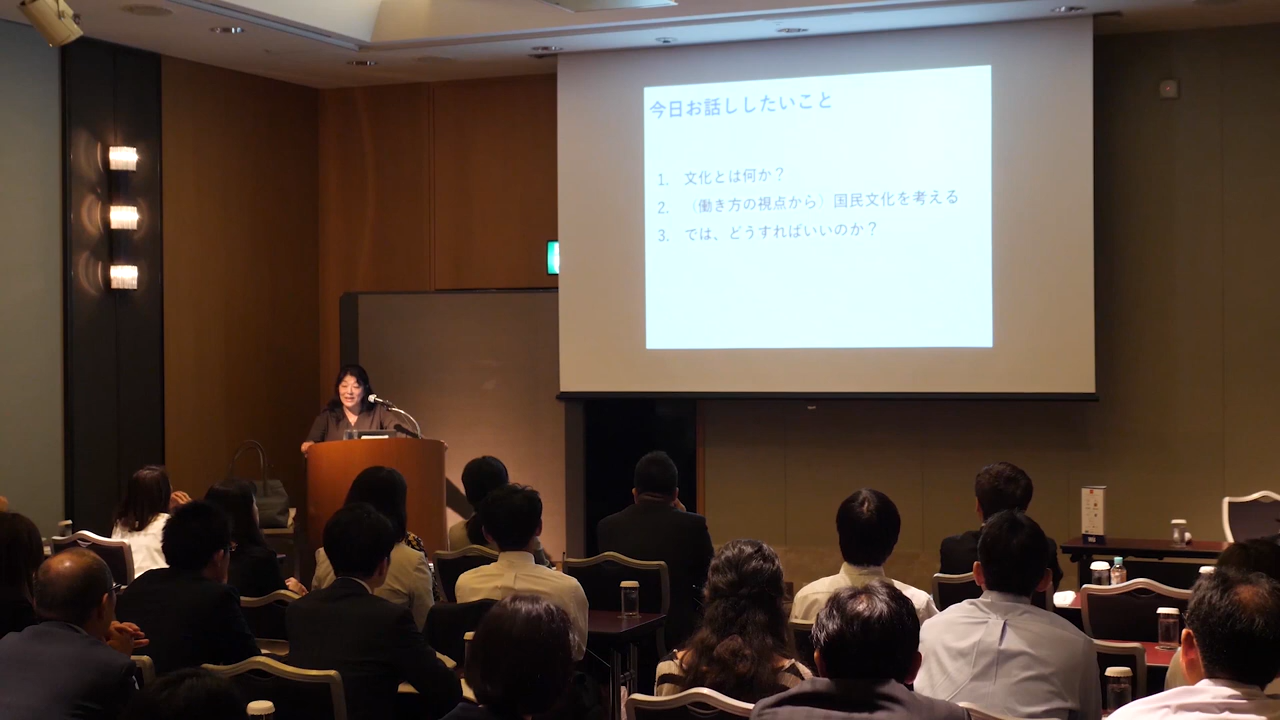 今日お話ししたいこと
1. 文化とは何か？
2. （働き方の視点から）国民文化を考える
3. では、どうすればいいのか？